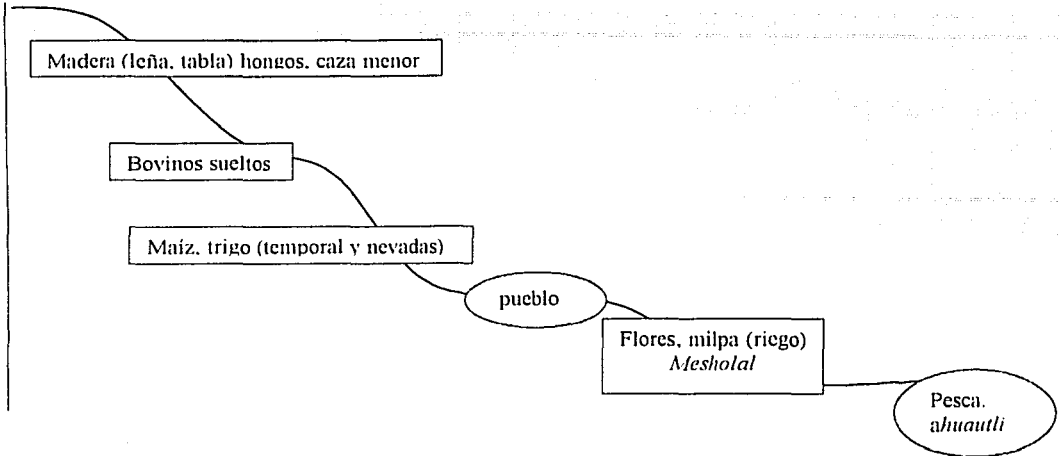 Madera (leña, tabla) hongos, caza menor
Bovinos sueltos
Maíz, trigo (temporal y nevadas)
pueblo
Flores, milpa (riego)
Mesholal
Pesca.
ahuautli